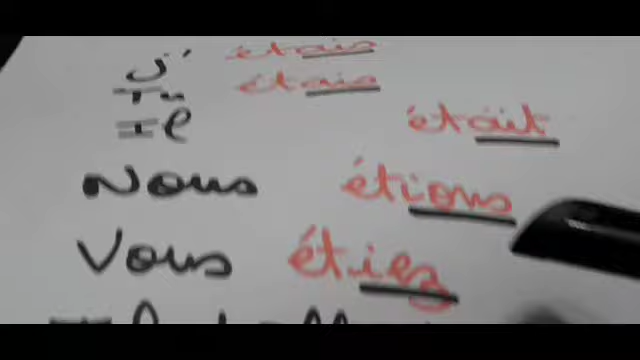 j' étais
Tu étais
Il était
Nous étions
Vous étiez